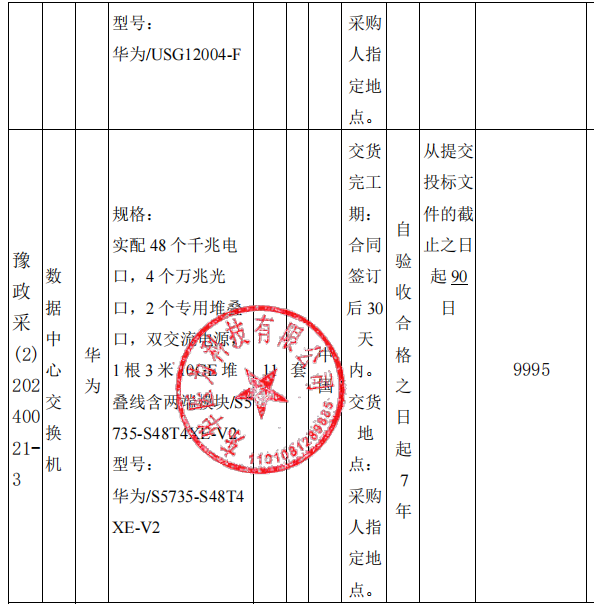 型号：
华为/USG12004-F
采购
人指
定地
点。
豫
政
采
(2)
202
400
21-
3
数
据
中
心
交
换
机
华
为
规格：
实配 48 个千兆电
口，4 个万兆光
口，2 个专用堆叠
口，双交流电源，
1 根 3 米 10GE 堆
叠线含两端模块/S5
735-S48T4XE-V2
型号：
华为/S5735-S48T4
XE-V2
11
套
中
国
交货
完工
期：
合同
签订
后 30
天
内。
交货
地
点：
采购
人指
定地
点。
自
验
收
合
格
之
日
起
7
年
从提交
投标文
件的截
止之日
起 90
日
9995
科技有限公司